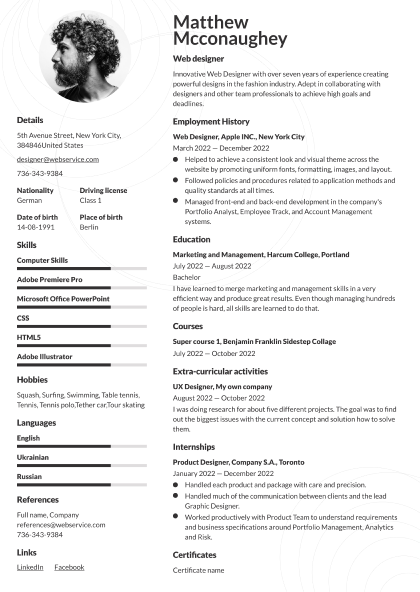 Matthew
Mcconaughey
Web designer
Innovative Web Designer with over seven years of experience creating
powerful designs in the fashion industry. Adept in collaborating with
designers and other team professionals to achieve high goals and
deadlines.
Employment History
Web Designer, Apple INC., New York City
March 2022 — December 2022
Helped to achieve a consistent look and visual theme across the
website by promoting uniform fonts, formatting, images, and layout.
Followed policies and procedures related to application methods and
quality standards at all times.
Managed front-end and back-end development in the company's
Portfolio Analyst, Employee Track, and Account Management
systems.
Education
Marketing and Management, Harcum College, Portland
July 2022 — August 2022
Bachelor
I have learned to merge marketing and management skills in a very
efficient way and produce great results. Even though managing hundreds
of people is hard, all skills are learned to do that.
Courses
Super course 1, Benjamin Franklin Sidestep Collage
July 2022 — October 2022
Extra-curricular activities
UX Designer, My own company
August 2022 — October 2022
I was doing research for about five different projects. The goal was to find
out the biggest issues with the current concept and solution how to solve
them.
Internships
Product Designer, Company S.A., Toronto
January 2022 — December 2022
Handled each product and package with care and precision.
Handled much of the communication between clients and the lead
Graphic Designer.
Worked productively with Product Team to understand requirements
and business specifications around Portfolio Management, Analytics
and Risk.
Certificates
Certificate name
Details
5th Avenue Street, New York City,
384846United States
designer@webservice.com
736-343-9384
Nationality Driving license
German Class 1
Date of birth Place of birth
14-08-1991 Berlin
Skills
Computer Skills
Adobe Premiere Pro
Microsoft Office PowerPoint
CSS
HTML5
Adobe Illustrator
Hobbies
Squash, Surfing, Swimming, Table tennis,
Tennis, Tennis polo,Tether car,Tour skating
Languages
English
Ukrainian
Russian
References
Full name, Company
references@webservice.com
736-343-9384
Links
LinkedIn Facebook